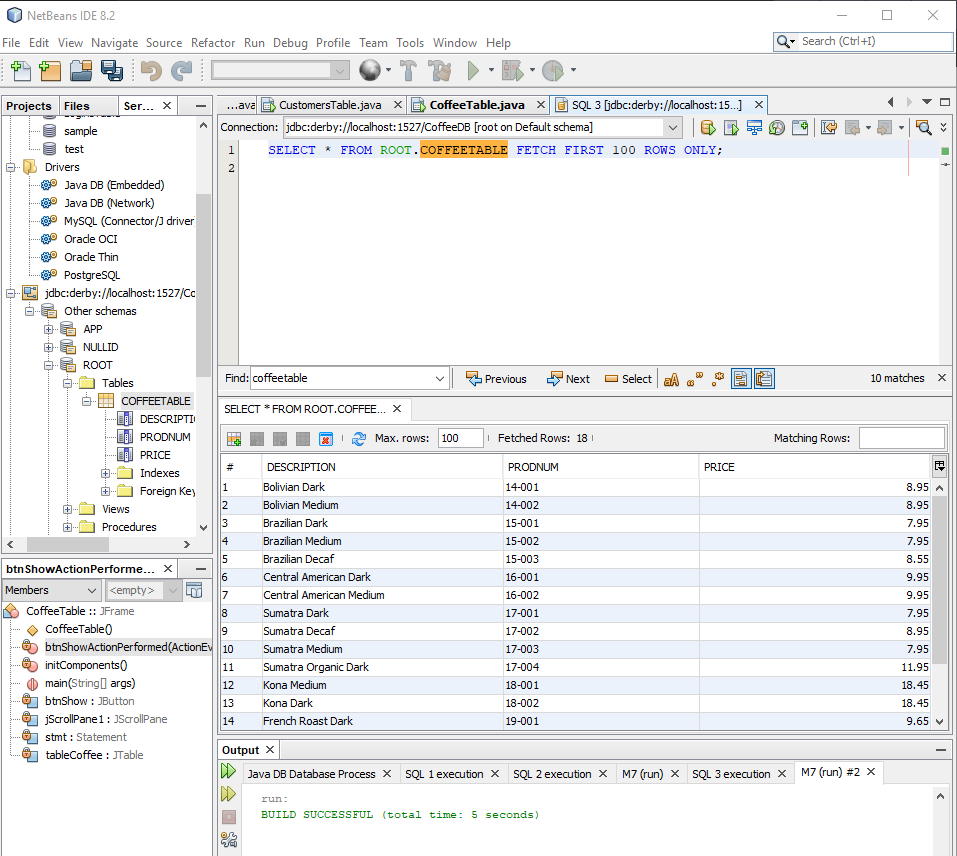 NetBeans IDE 8.2
File Edit View Navigate Source Refactor Run Debug Profile Team Tools Window Help
Search (Ctrl+I)
Projects Files Ser...
sample
test
Drivers
Java DB (Embedded)
Java DB (Network)
MySQL (Connector/J driver
Oracle OCI
Oracle Thin
PostgreSQL
jdbc:derby://localhost:1527/Co
Other schemas
APP
NULLID
ROOT
Tables
COFFEETABLE
DESCRIPTI
PRODNUM
PRICE
Indexes
Foreign Key
Views
Procedures
btnShowActionPerforme...
Members <empty>
CoffeeTable :: JFrame
CoffeeTable()
btnShowActionPerformed(ActionEv
initComponents()
main(String[] args)
btnShow : JButton
jScrollPane1 : JScrollPane
stmt : Statement
tableCoffee : JTable
...ava CustomersTable.java CoffeeTable.java SQL 3 [jdbc:derby://localhost:15...]
Connection: jdbc:derby://localhost:1527/CoffeeDB [root on Default schema]
1 SELECT * FROM ROOT.COFFEETABLE FETCH FIRST 100 ROWS ONLY;
2
Find: coffeetable Previous Next Select 10 matches
SELECT * FROM ROOT.COFFEE...
Max. rows: 100 Fetched Rows: 18 Matching Rows:
# DESCRIPTION PRODNUM PRICE
1 Bolivian Dark 14-001 8.95
2 Bolivian Medium 14-002 8.95
3 Brazilian Dark 15-001 7.95
4 Brazilian Medium 15-002 7.95
5 Brazilian Decaf 15-003 8.55
6 Central American Dark 16-001 9.95
7 Central American Medium 16-002 9.95
8 Sumatra Dark 17-001 7.95
9 Sumatra Decaf 17-002 8.95
10 Sumatra Medium 17-003 7.95
11 Sumatra Organic Dark 17-004 11.95
12 Kona Medium 18-001 18.45
13 Kona Dark 18-002 18.45
14 French Roast Dark 19-001 9.65
Output
Java DB Database Process SQL 1 execution SQL 2 execution M7 (run) SQL 3 execution M7 (run) #2
run:
BUILD SUCCESSFUL (total time: 5 seconds)